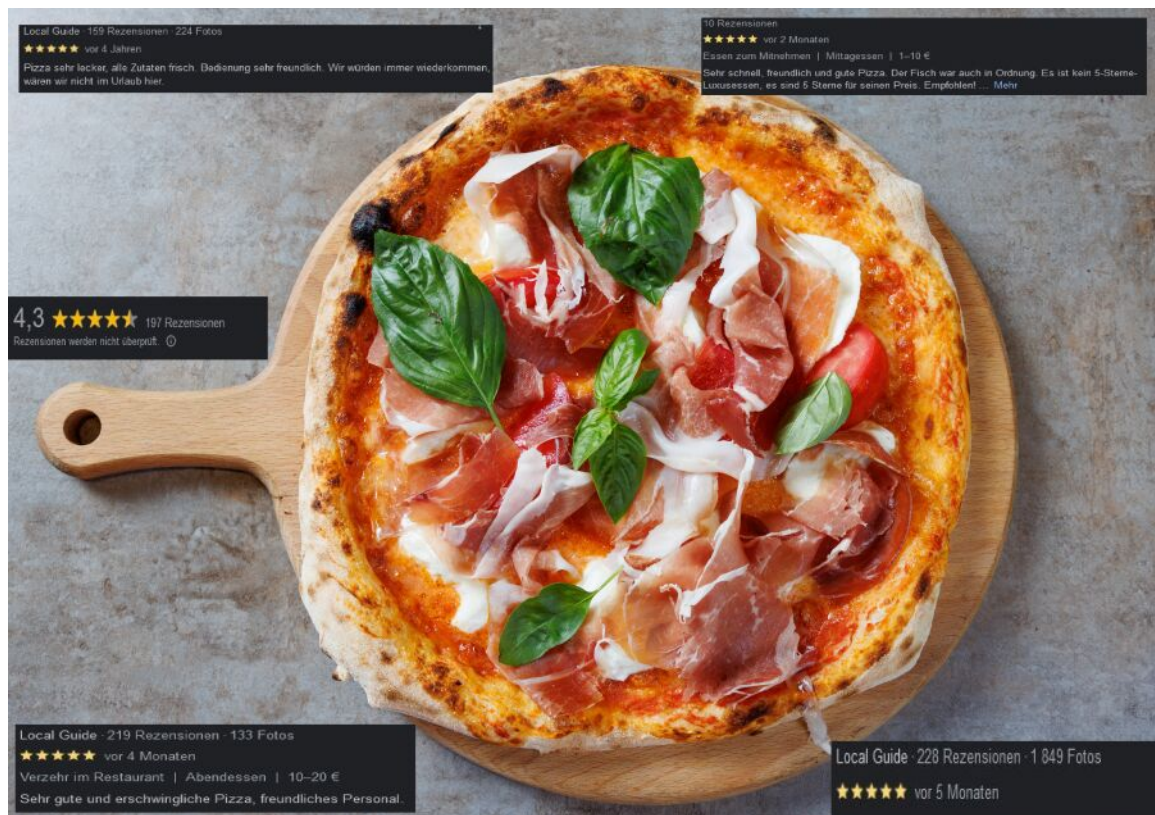 Local Guide · 159 Rezensionen · 224 Fotos
vor 4 Jahren
Pizza sehr lecker, alle Zutaten frisch. Bedienung sehr freundlich. Wir würden immer wiederkommen,
wären wir nicht im Urlaub hier.
10 Rezensionen
vor 2 Monaten
Essen zum Mitnehmen | Mittagessen | 1–10 €
Sehr schnell, freundlich und gute Pizza. Der Fisch war auch in Ordnung. Es ist kein 5-Sterne-
Luxusessen, es sind 5 Sterne für seinen Preis. Empfohlen! ... Mehr
4,3 197 Rezensionen
Rezensionen werden nicht überprüft.
Local Guide · 219 Rezensionen · 133 Fotos
vor 4 Monaten
Verzehr im Restaurant | Abendessen | 10–20 €
Sehr gute und erschwingliche Pizza, freundliches Personal.
Local Guide · 228 Rezensionen · 1 849 Fotos
vor 5 Monaten